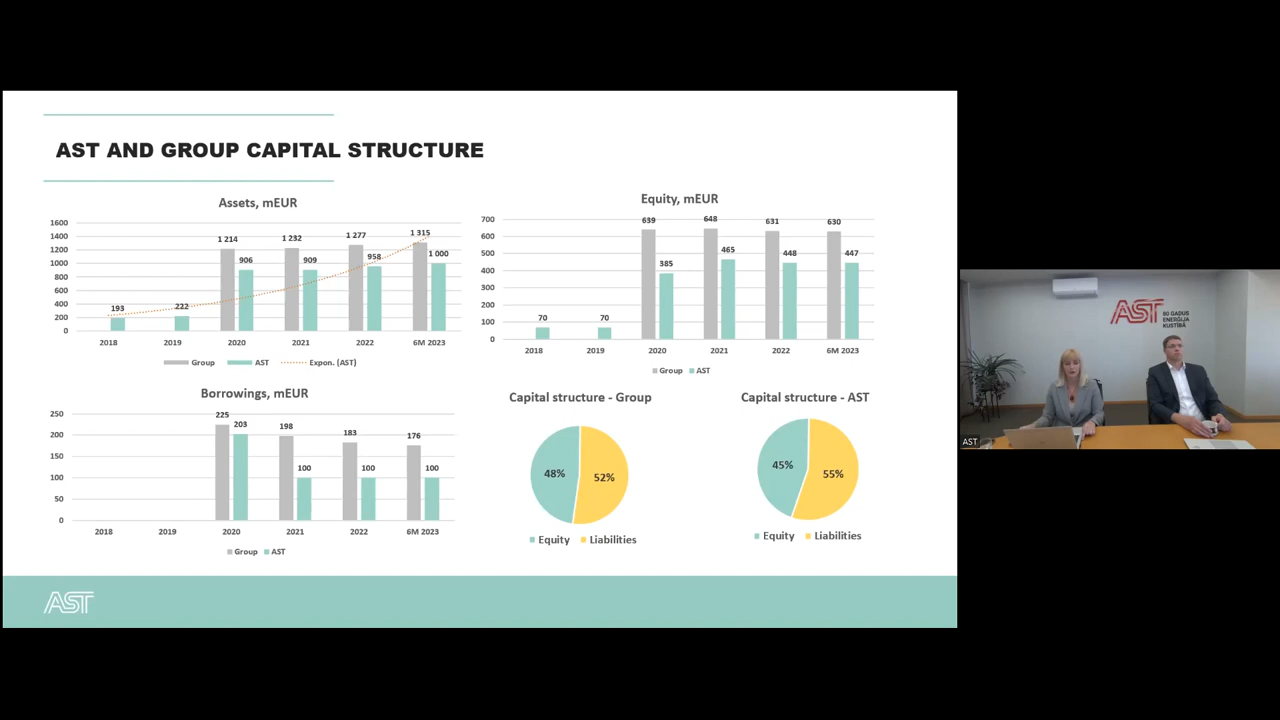 AST AND GROUP CAPITAL STRUCTURE
Assets, mEUR
1600
1400
1200
1000
800
600
400
200
0
193
222
1 214
906
1 232
909
1 277
958
1 315
1 000
2018
2019
2020
2021
2022
6M 2023
Group
AST
Expon. (AST)
Equity, mEUR
700
600
500
400
300
200
100
0
70
70
639
385
648
465
631
448
630
447
2018
2019
2020
2021
2022
6M 2023
Group
AST
Borrowings, mEUR
250
200
150
100
50
0
225
203
198
100
183
100
176
100
2018
2019
2020
2021
2022
6M 2023
Group
AST
Capital structure - Group
48%
52%
Equity
Liabilities
Capital structure - AST
45%
55%
Equity
Liabilities
AST
AST
80 GADUS
ENERĢIJA
KUSTĪBĀ
AST